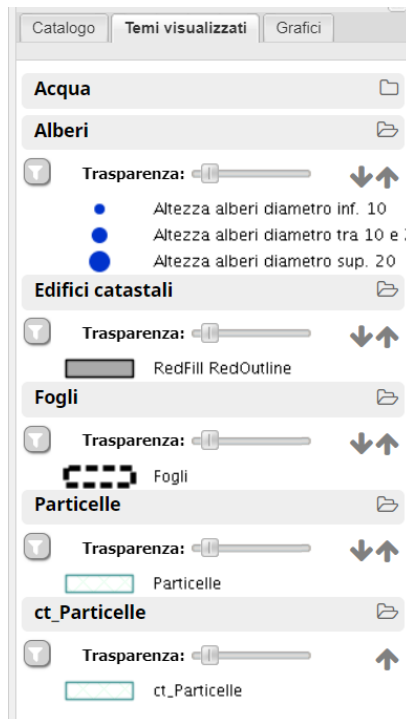 Catalogo Temi visualizzati Grafici
Acqua
Alberi
Trasparenza:
Altezza alberi diametro inf. 10
Altezza alberi diametro tra 10 e
Altezza alberi diametro sup. 20
Edifici catastali
Trasparenza:
RedFill RedOutline
Fogli
Trasparenza:
Fogli
Particelle
Trasparenza:
Particelle
ct_Particelle
Trasparenza:
ct_Particelle